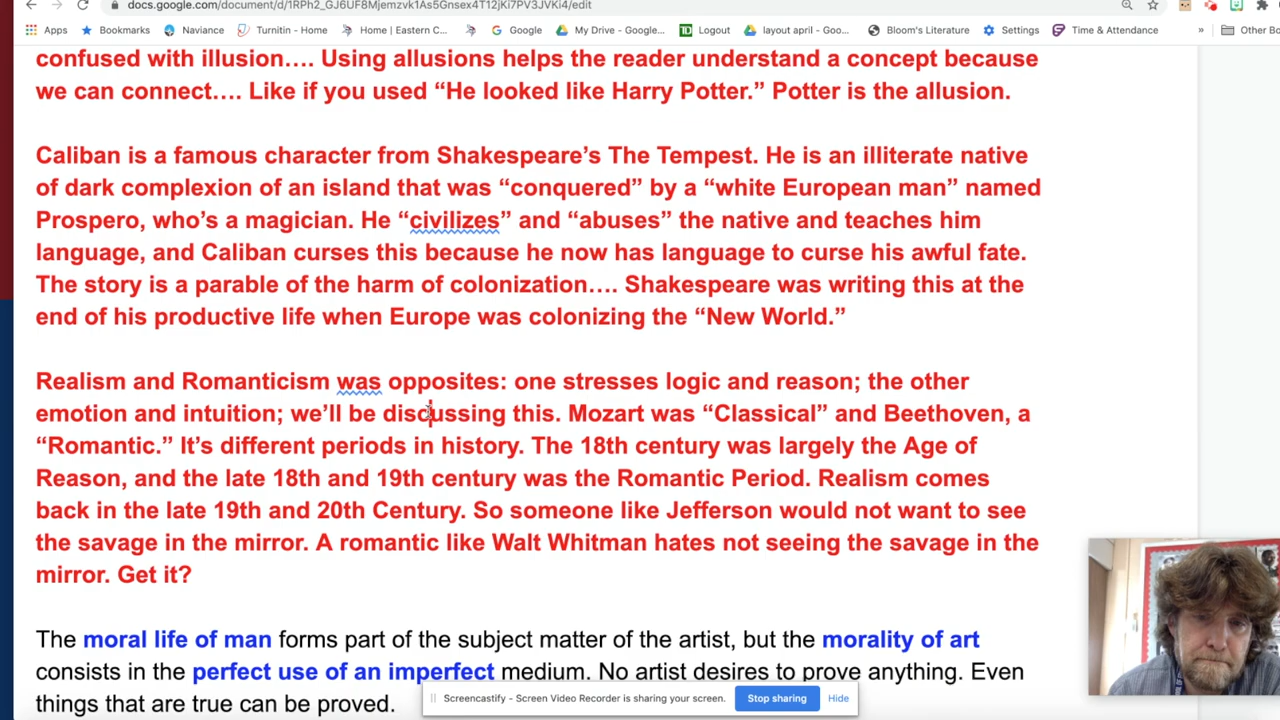 docs.google.com/document/d/1RPh2_GJ6UF8Mjemzvk1As5Gnsex4T12jKi7PV3JVKi4/edit
Apps Bookmarks Naviance Turnitin - Home Home | Eastern C... Google My Drive - Google... TD Logout layout april - Goo... Bloom's Literature Settings Time & Attendance » Other Bo
confused with illusion…. Using allusions helps the reader understand a concept because
we can connect…. Like if you used “He looked like Harry Potter.” Potter is the allusion.
Caliban is a famous character from Shakespeare’s The Tempest. He is an illiterate native
of dark complexion of an island that was “conquered” by a “white European man” named
Prospero, who’s a magician. He “civilizes” and “abuses” the native and teaches him
language, and Caliban curses this because he now has language to curse his awful fate.
The story is a parable of the harm of colonization…. Shakespeare was writing this at the
end of his productive life when Europe was colonizing the “New World.”
Realism and Romanticism was opposites: one stresses logic and reason; the other
emotion and intuition; we’ll be discussing this. Mozart was “Classical” and Beethoven, a
“Romantic.” It’s different periods in history. The 18th century was largely the Age of
Reason, and the late 18th and 19th century was the Romantic Period. Realism comes
back in the late 19th and 20th Century. So someone like Jefferson would not want to see
the savage in the mirror. A romantic like Walt Whitman hates not seeing the savage in the
mirror. Get it?
The moral life of man forms part of the subject matter of the artist, but the morality of art
consists in the perfect use of an imperfect medium. No artist desires to prove anything. Even
things that are true can be proved.
Screencastify - Screen Video Recorder is sharing your screen. Stop sharing Hide